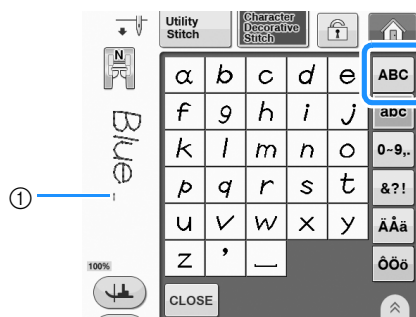 Utility Stitch
Character Decorative Stitch
N
Blue
①
100%
a b c d e
f g h i j
k l m n o
p q r s t
u v w x y
z ’ _
ABC
abc
0~9,.
&?!
ÄÅä
ÔÖö
CLOSE